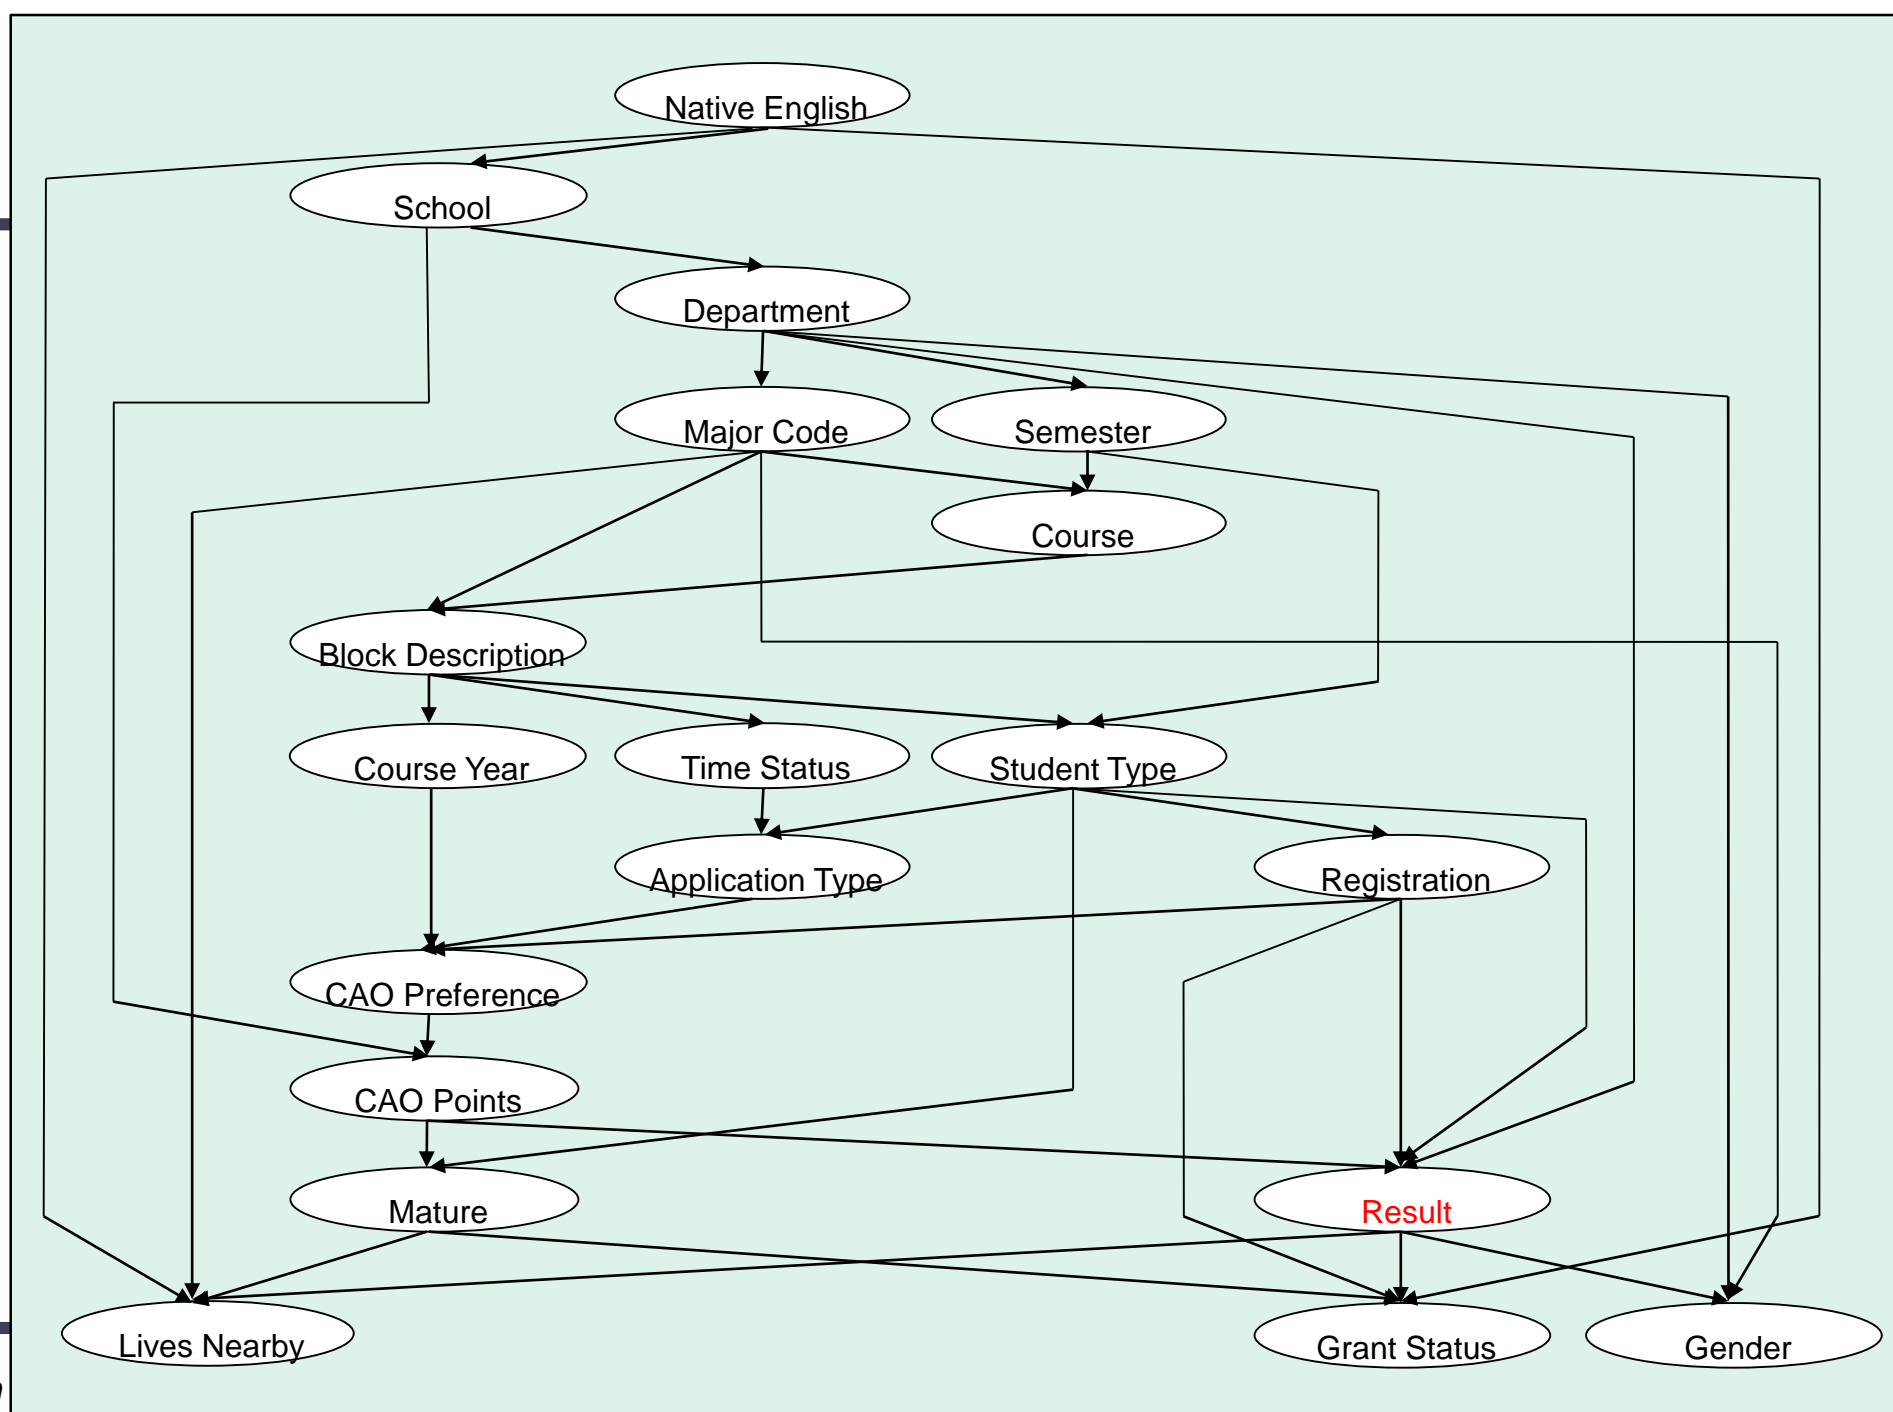 Native English
School
Department
Major Code
Semester
Course
Block Description
Course Year
Time Status
Student Type
Application Type
Registration
CAO Preference
CAO Points
Mature
Result
Lives Nearby
Grant Status
Gender